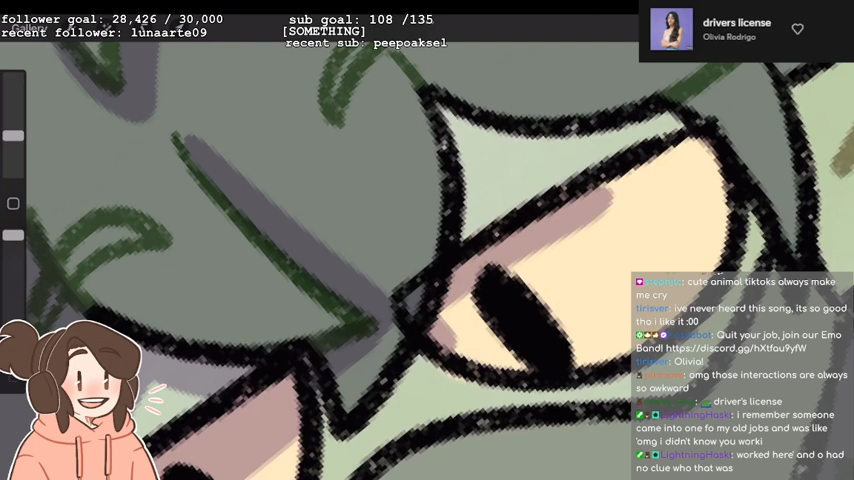 follower goal: 28,426 / 30,000
sub goal: 108 /135
recent follower: lunaarte09
[SOMETHING]
recent sub: peepoaksel
Gallery
drivers license
Olivia Rodrigo
: cute animal tiktoks always make
me cry
tirisver: ive never heard this song, its so good
tho i like it :00
: Quit your job, join our Emo
Band! https://discord.gg/hXtfau9yfW
: Olivia!
: omg those interactions are always
so awkward
: driver's license
LightningHaski: i remember someone
came into one fo my old jobs and was like
'omg i didn't know you worki
LightningHaski: worked here' and o had
no clue who that was